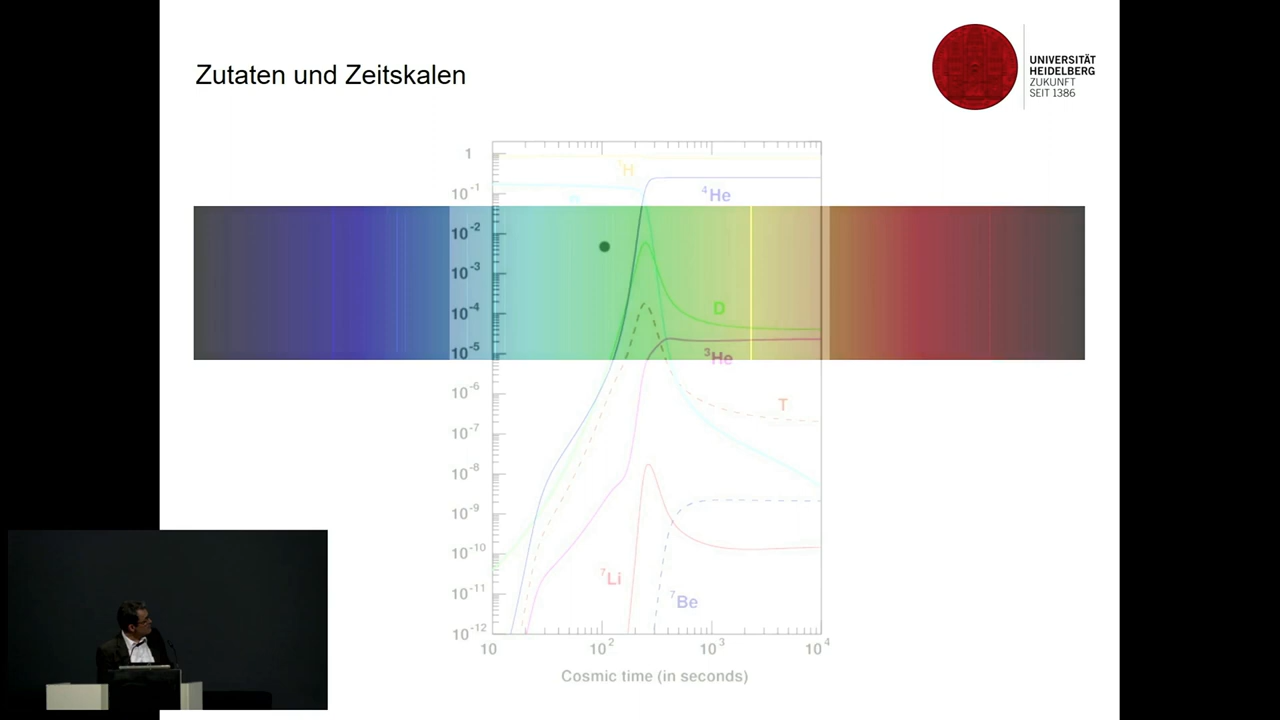 Zutaten und Zeitskalen
UNIVERSITÄT
HEIDELBERG
ZUKUNFT
SEIT 1386
1
10⁻¹
10⁻²
10⁻³
10⁻⁴
10⁻⁵
10⁻⁶
10⁻⁷
10⁻⁸
10⁻⁹
10⁻¹⁰
10⁻¹¹
10⁻¹²
¹H
n
⁴He
D
³He
T
⁷Li
⁷Be
10 10² 10³ 10⁴
Cosmic time (in seconds)